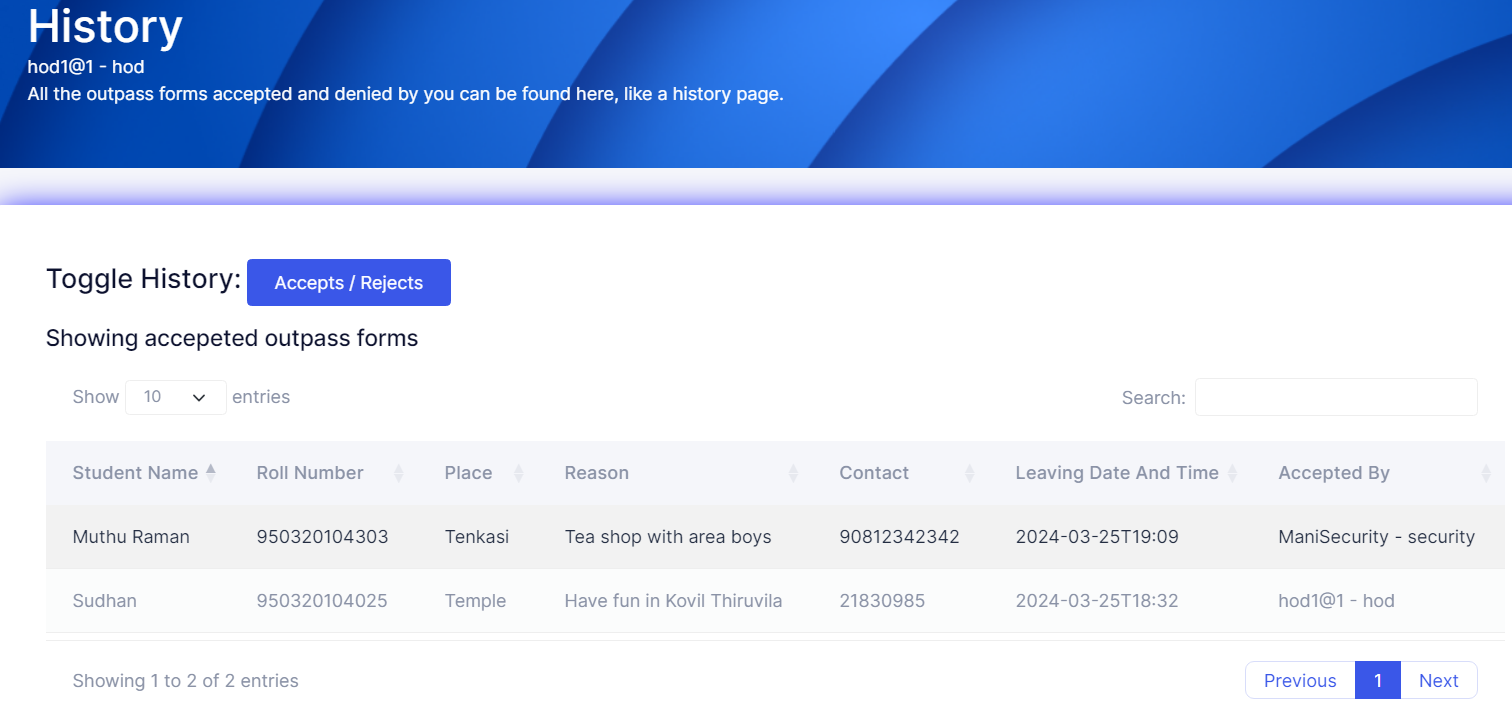 History
hod1@1 - hod
All the outpass forms accepted and denied by you can be found here, like a history page.
Toggle History: Accepts / Rejects
Showing accepeted outpass forms
Show 10 entries Search:
Student Name Roll Number Place Reason Contact Leaving Date And Time Accepted By
Muthu Raman 950320104303 Tenkasi Tea shop with area boys 90812342342 2024-03-25T19:09 ManiSecurity - security
Sudhan 950320104025 Temple Have fun in Kovil Thiruvila 21830985 2024-03-25T18:32 hod1@1 - hod
Showing 1 to 2 of 2 entries Previous 1 Next